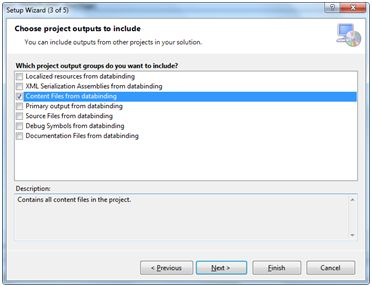 Setup Wizard (3 of 5)
Choose project outputs to include
You can include outputs from other projects in your solution.
Which project output groups do you want to include?
Localized resources from databinding
XML Serialization Assemblies from databinding
Content Files from databinding
Primary output from databinding
Source Files from databinding
Debug Symbols from databinding
Documentation Files from databinding
Description:
Contains all content files in the project.
< Previous
Next >
Finish
Cancel